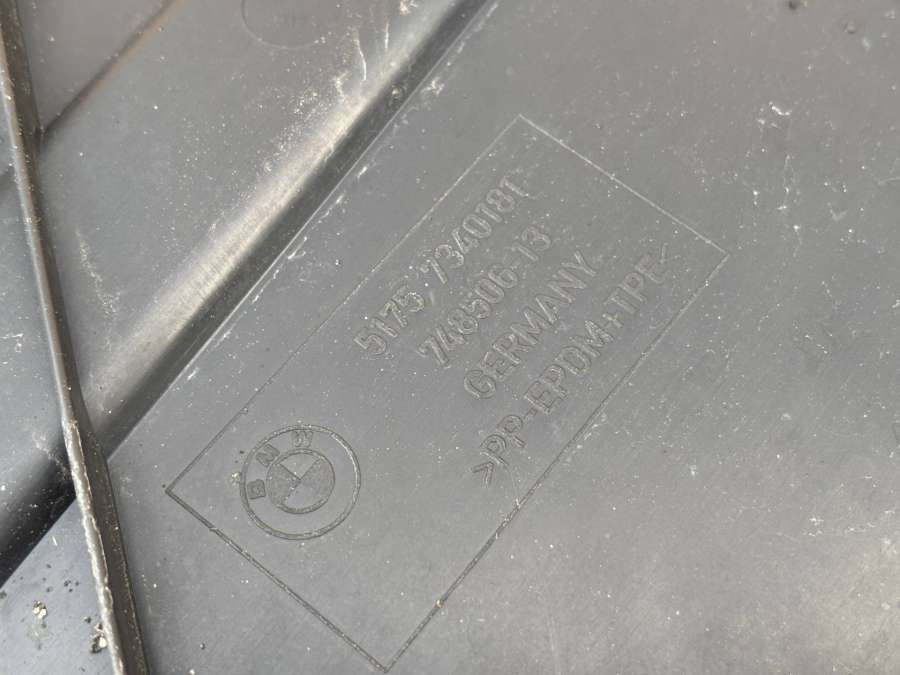 5175, 7340181
748506-13
GERMANY
>PP-EPDM+TPE<
BMW